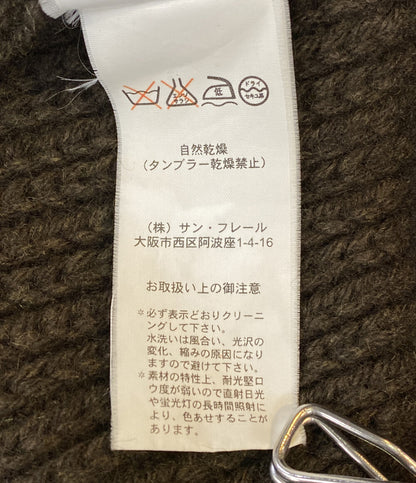 エンソ
サラシ
低
ドライ
セキユ系
自然乾燥
(タンブラー乾燥禁止)
(株) サン・フレール
大阪市西区阿波座1-4-16
お取扱い上の御注意
※必ず表示どおりクリーニ
ングして下さい。
水洗いは風合い、光沢の
変化、縮みの原因になり
ますので避けて下さい。
※素材の特性上、耐光堅ロ
ウ度が弱いので直射日光
や蛍光灯の長時間照射に
より、色あせすることが
あります。